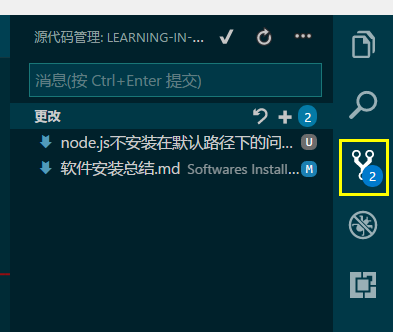 源代码管理: LEARNING-IN-...
消息(按 Ctrl+Enter 提交)
更改 2
node.js不安装在默认路径下的问... U
软件安装总结.md Softwares Install... M
2